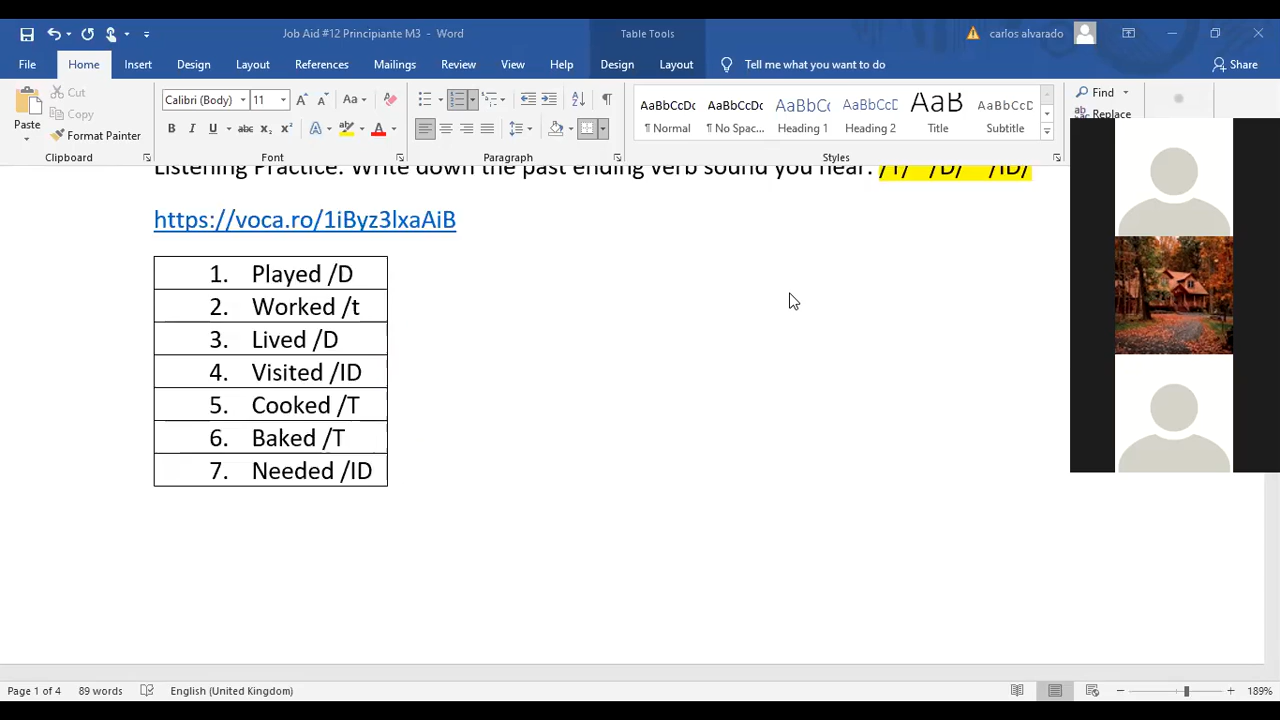 Job Aid #12 Principiante M3 - Word
Table Tools
carlos alvarado
File Home Insert Design Layout References Mailings Review View Help Design Layout Tell me what you want to do Share
Paste
Cut
Copy
Format Painter
Clipboard
Calibri (Body) 11
Font
Paragraph
AaBbCcDc AaBbCcDc AaBbCc AaBbCcD AaB AaBbCcD
¶ Normal ¶ No Spac... Heading 1 Heading 2 Title Subtitle
Styles
Find
Replace
Listening Practice: Write down the past ending verb sound you hear: /T/ /D/ /ID/
https://voca.ro/1iByz3lxaAiB
1. Played /D
2. Worked /t
3. Lived /D
4. Visited /ID
5. Cooked /T
6. Baked /T
7. Needed /ID
Page 1 of 4 89 words English (United Kingdom) 189%